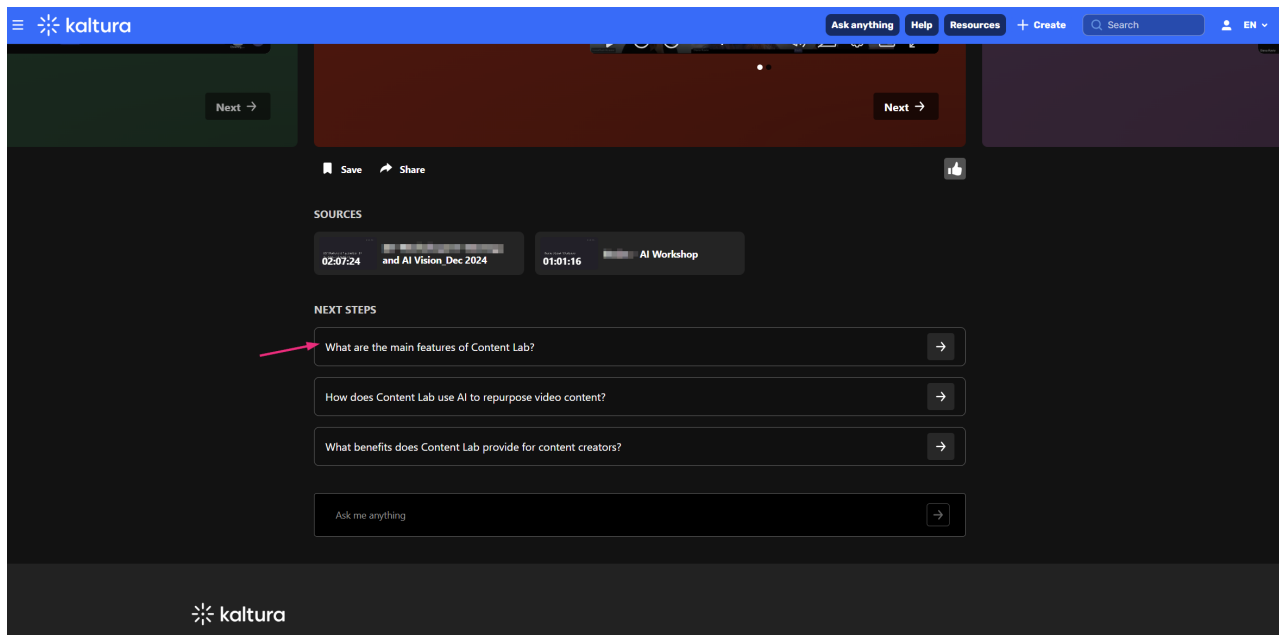 kaltura
Ask anything
Help
Resources
Create
Search
EN
Next
Next
Save
Share
SOURCES
02:07:24
and AI Vision_Dec 2024
01:01:16
AI Workshop
NEXT STEPS
What are the main features of Content Lab?
How does Content Lab use AI to repurpose video content?
What benefits does Content Lab provide for content creators?
Ask me anything
kaltura